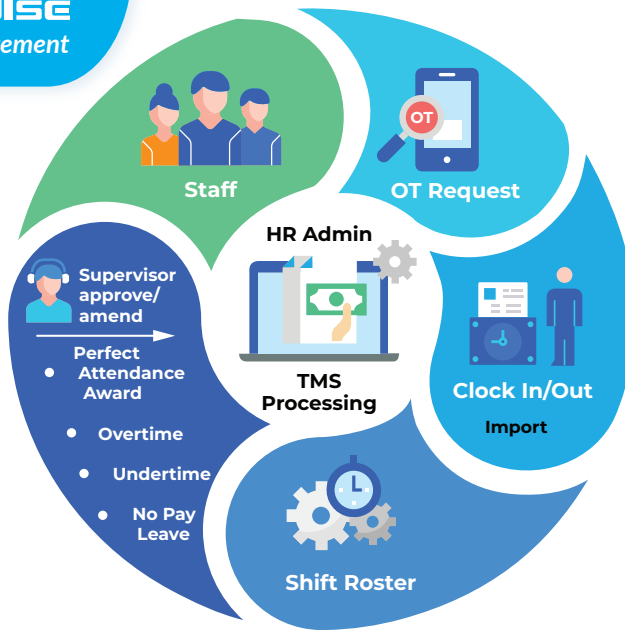 Staff
OT
OT Request
HR Admin
TMS
Processing
Clock In/Out
Import
Shift Roster
Supervisor
approve/
amend
Perfect
Attendance
Award
Overtime
Undertime
No Pay
Leave